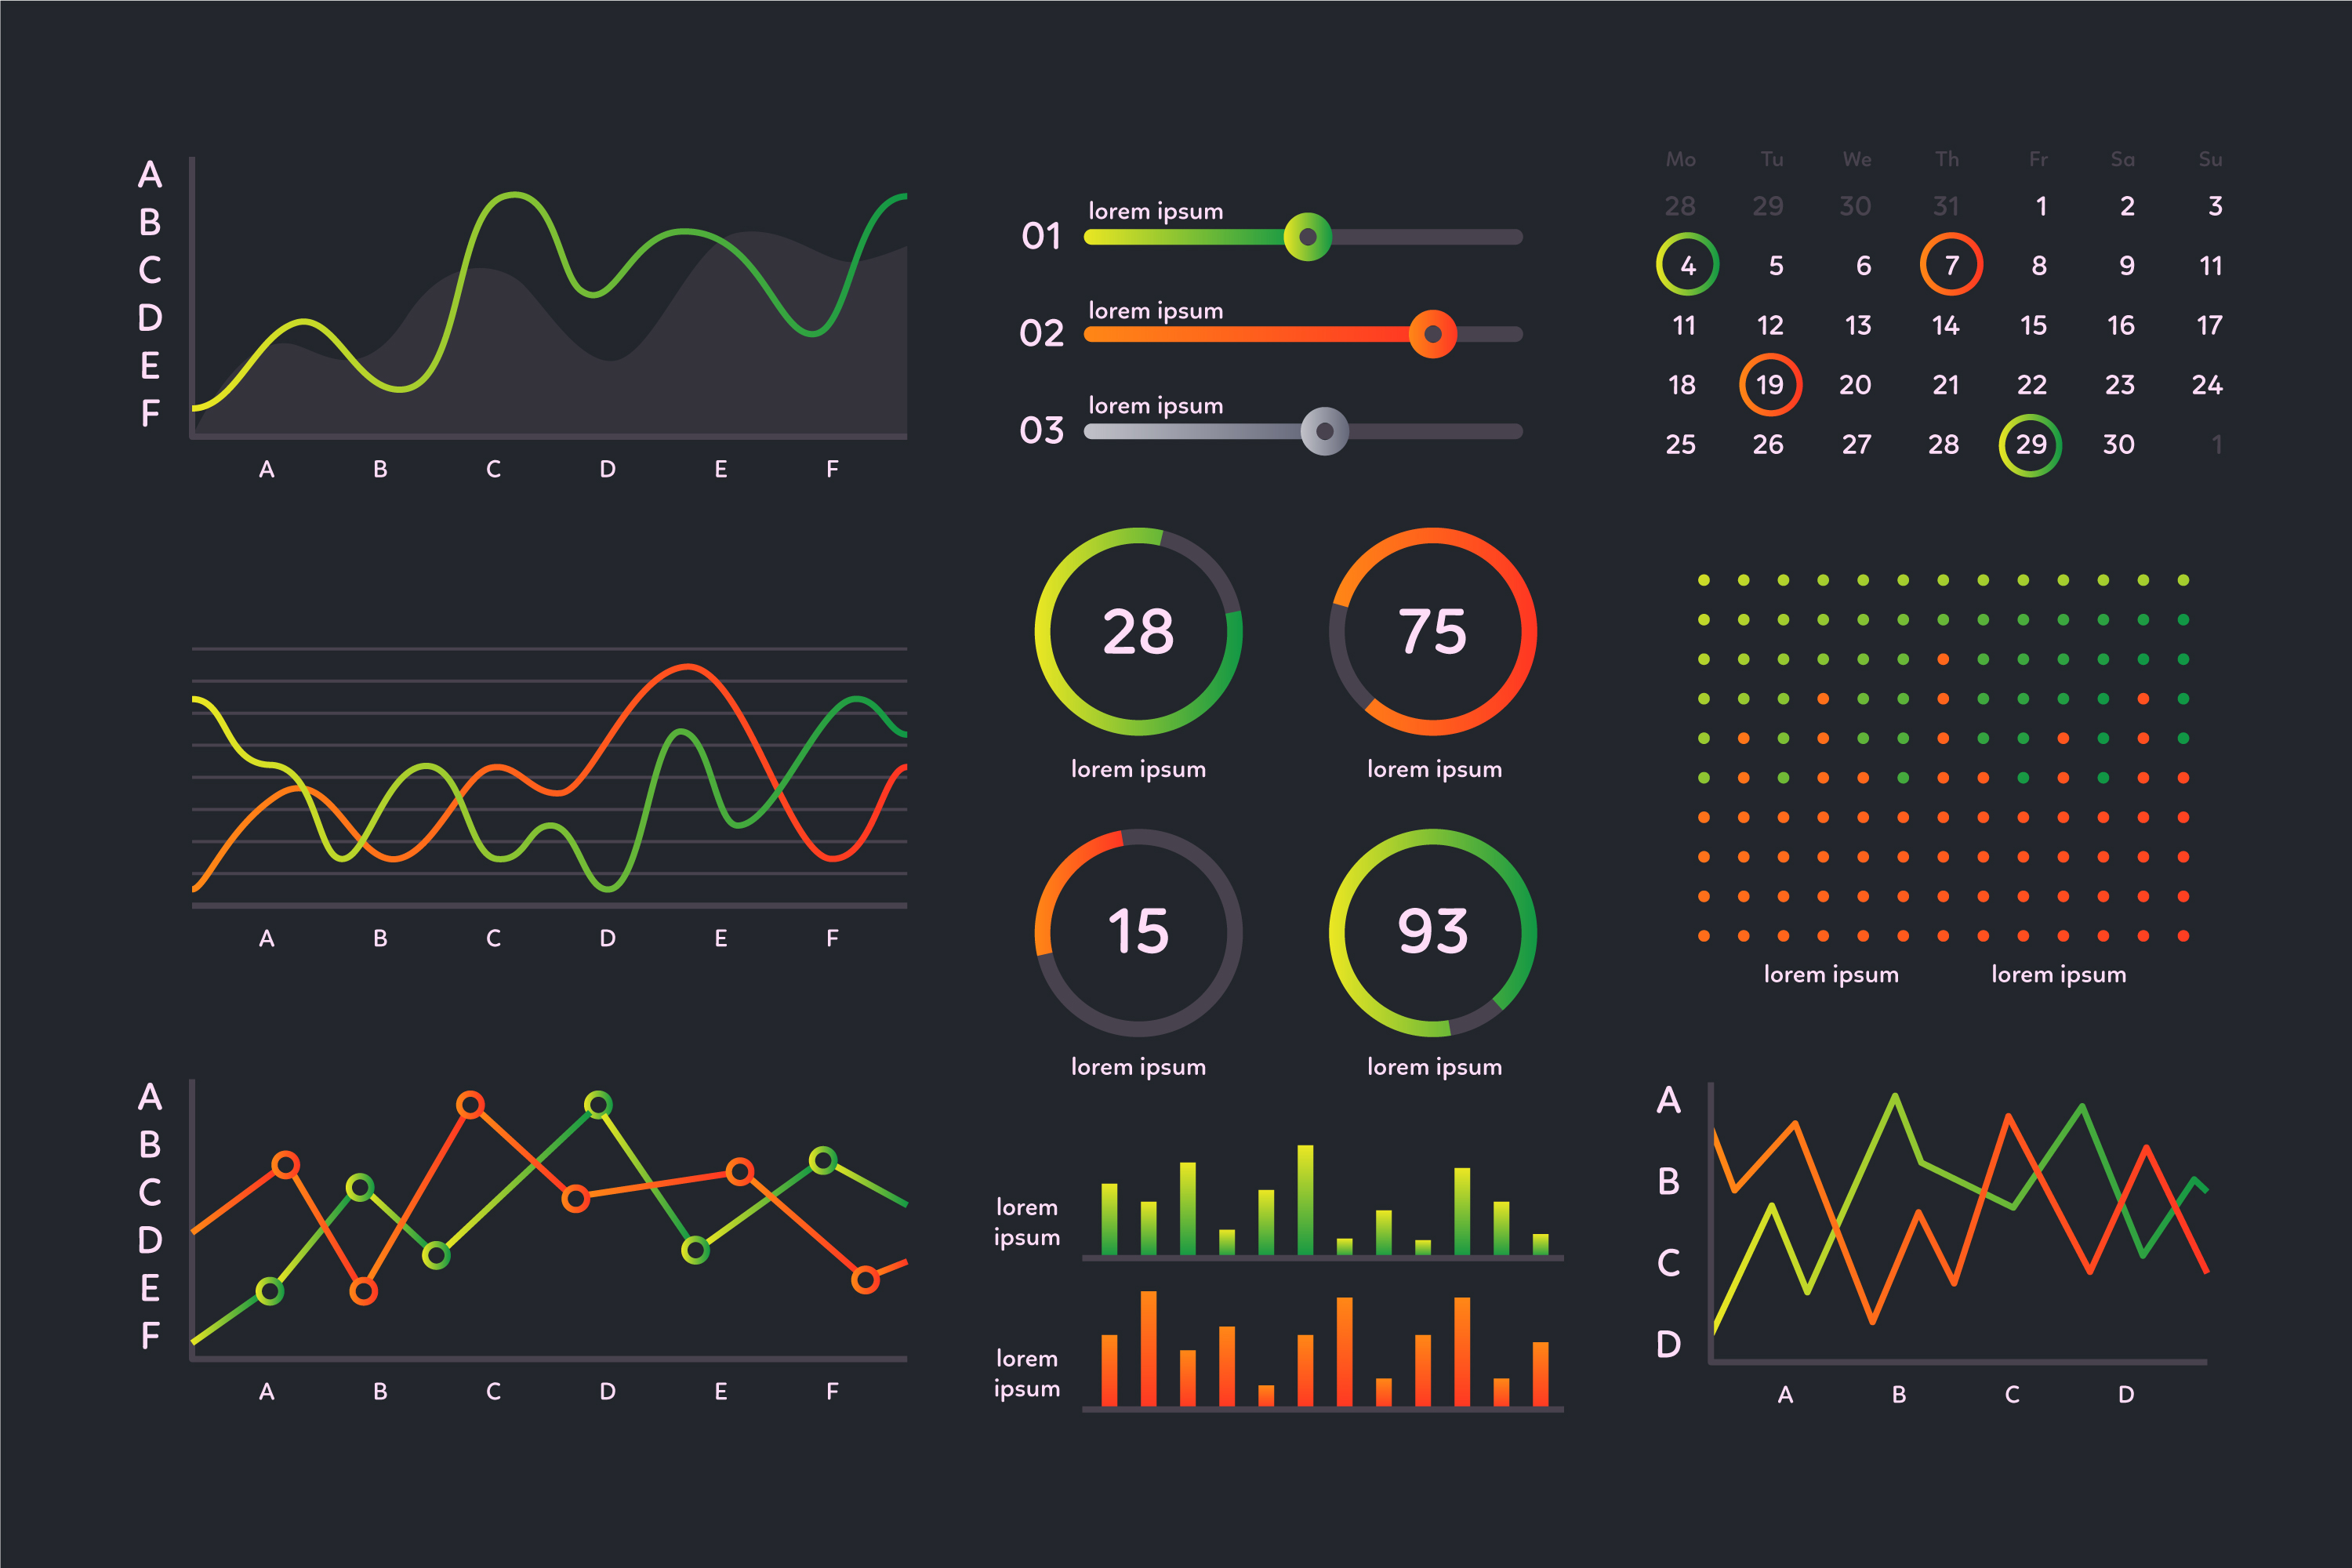 A
B
C
D
E
F
A B C D E F
lorem ipsum
01
lorem ipsum
02
lorem ipsum
03
Mo Tu We Th Fr Sa Su
28 29 30 31 1 2 3
4 5 6 7 8 9 11
11 12 13 14 15 16 17
18 19 20 21 22 23 24
25 26 27 28 29 30 1
A B C D E F
28
lorem ipsum
75
lorem ipsum
15
lorem ipsum
93
lorem ipsum
lorem ipsum lorem ipsum
A
B
C
D
E
F
A B C D E F
lorem
ipsum
lorem
ipsum
A
B
C
D
A B C D